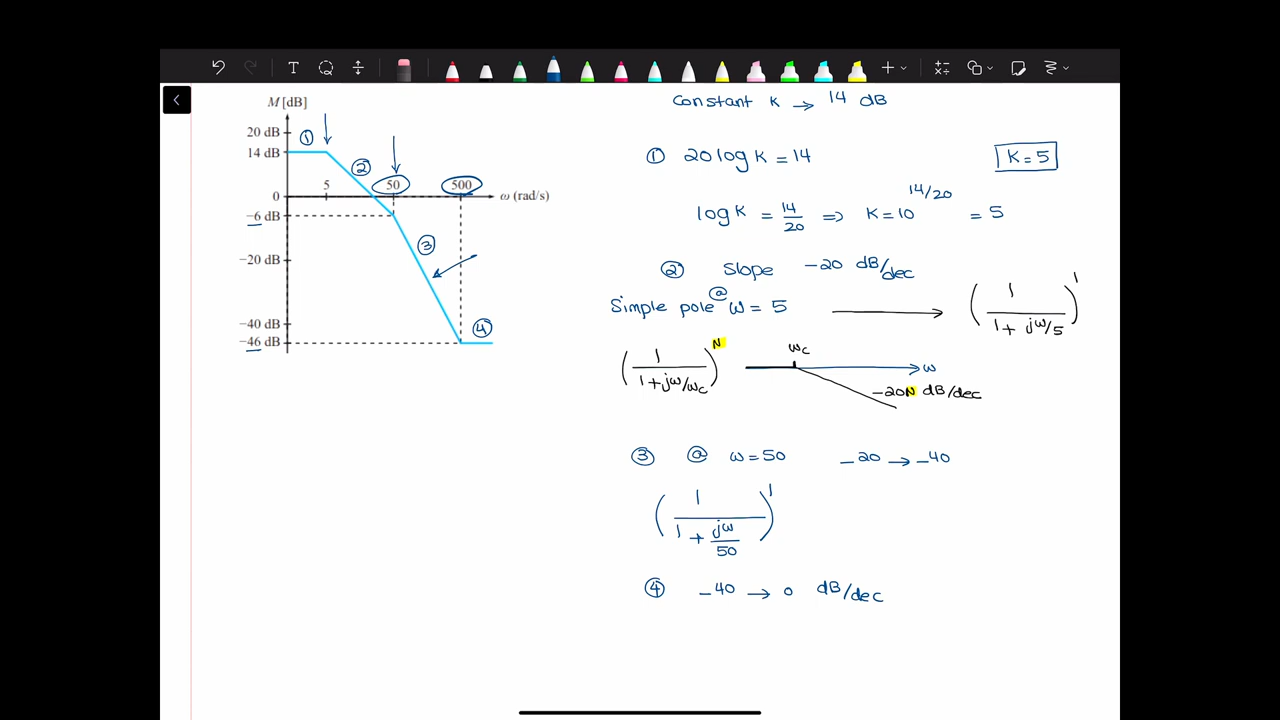 T
M [dB]
20 dB
14 dB
0
−6 dB
−20 dB
−40 dB
−46 dB
5
50
500
ω (rad/s)
①
②
③
④
Constant K → 14 dB
① 20 log K = 14
K = 5
log K = 14/20 ⇒ K = 10^14/20 = 5
② Slope −20 dB/dec
Simple pole @ ω = 5 → (1/(1 + jω/5))^1
(1/(1 + jω/ωc))^N
ωc
ω
−20N dB/dec
③ @ ω = 50 −20 → −40
(1/(1 + jω/50))^1
④ −40 → 0 dB/dec